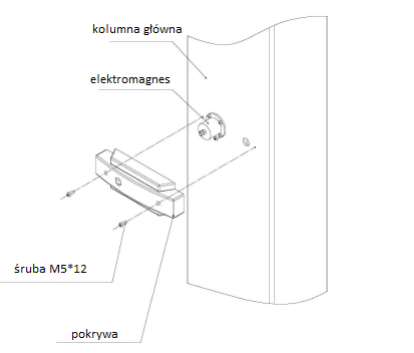 kolumna główna
elektromagnes
śruba M5*12
pokrywa